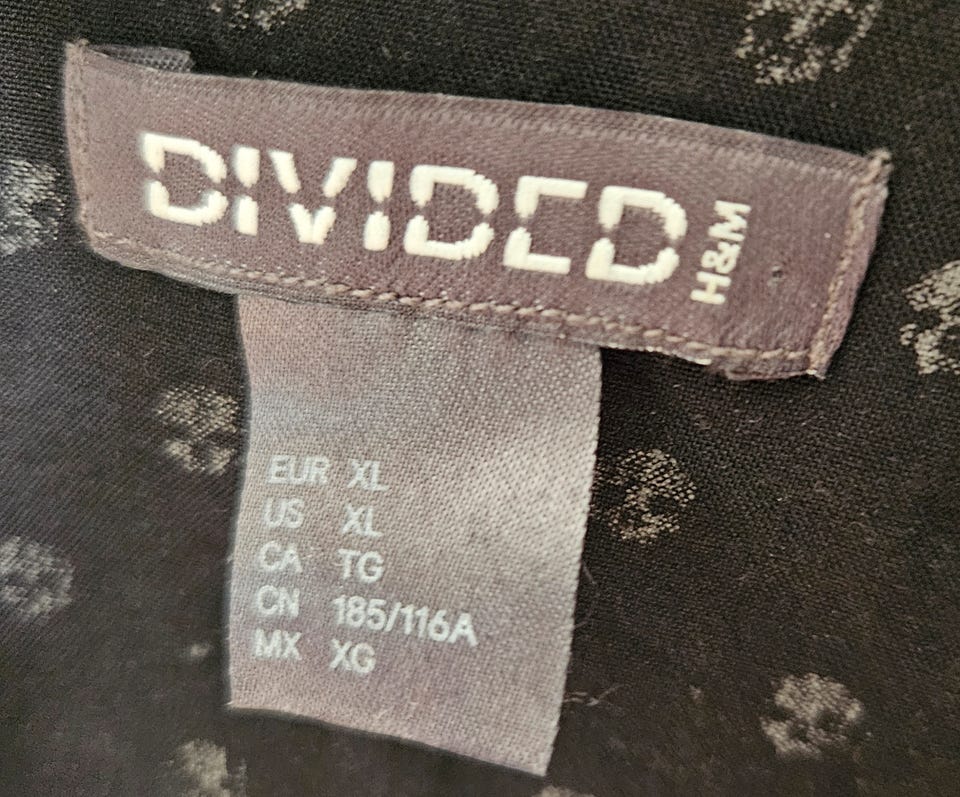 DIVIDED
H&M
EUR XL
US XL
CA TG
CN 185/116A
MX XG